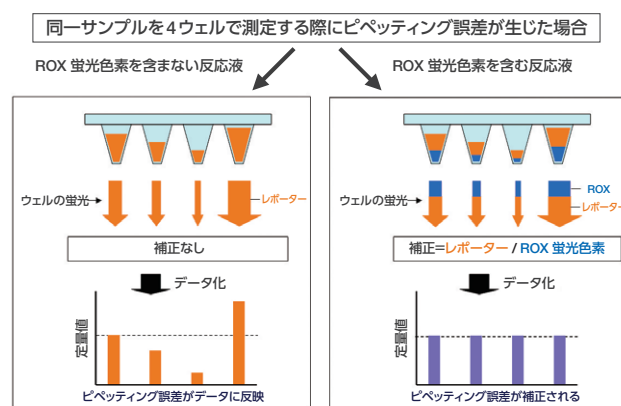 同一サンプルを4ウェルで測定する際にピペッティング誤差が生じた場合
ROX 蛍光色素を含まない反応液
ROX 蛍光色素を含む反応液
ウェルの蛍光
レポーター
補正なし
データ化
定量値
ピペッティング誤差がデータに反映
ウェルの蛍光
ROX
レポーター
補正=レポーター / ROX 蛍光色素
データ化
定量値
ピペッティング誤差が補正される